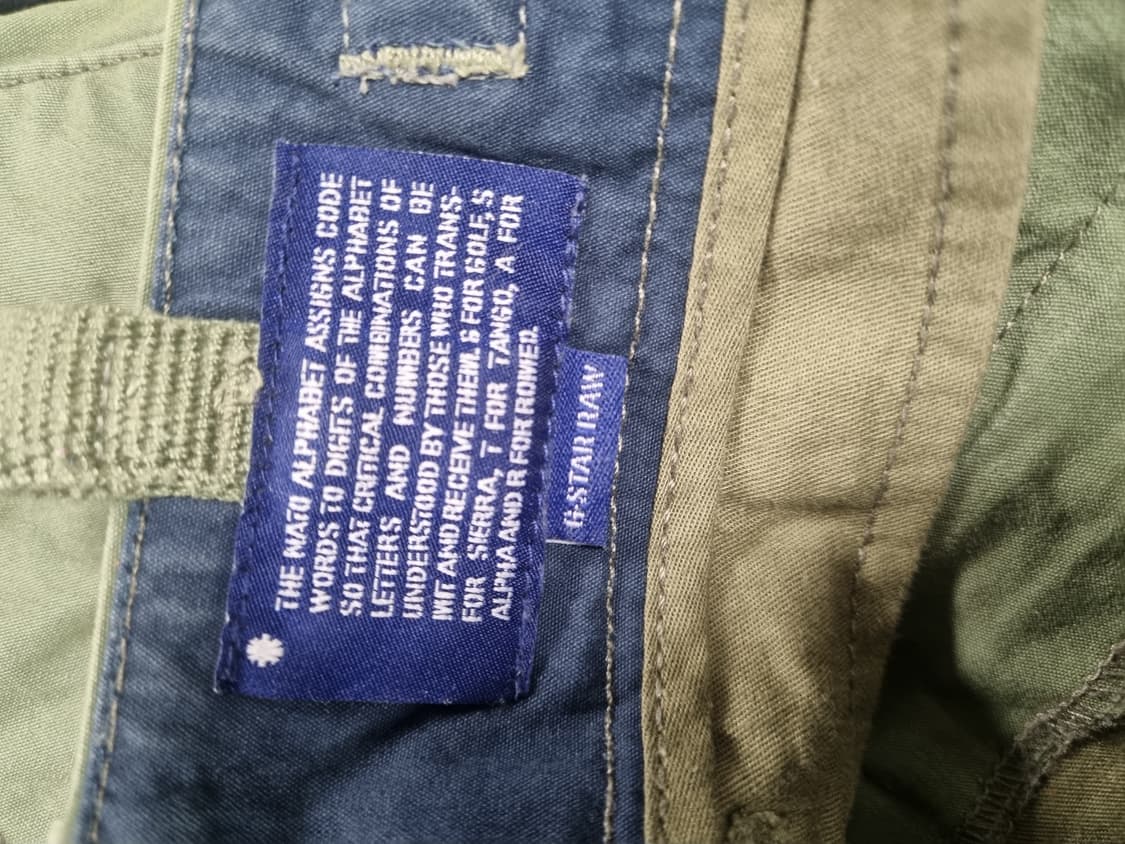 THE NATO ALPHABET ASSIGNS CODE
WORDS TO DIGITS OF THE ALPHABET
SO THAT CRITICAL COMBINATIONS OF
LETTERS AND NUMBERS CAN BE
UNDERSTOOD BY THOSE WHO TRANS-
MIT AND RECEIVE THEM. G FOR GOLF, S
FOR SIERRA, T FOR TANGO, A FOR
ALPHA AND R FOR ROMEO.
G-STAR RAW